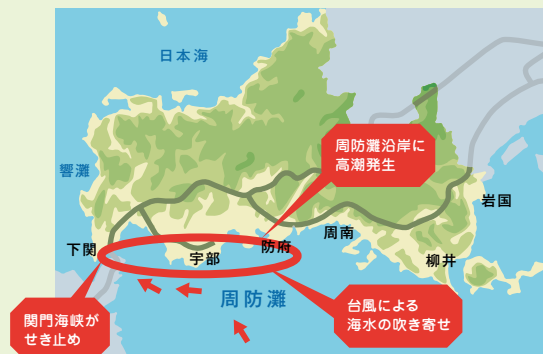 日本海
周防灘沿岸に
高潮発生
響灘
岩国
周南
下関
防府
宇部
柳井
周防灘
台風による
海水の吹き寄せ
関門海峡が
せき止め